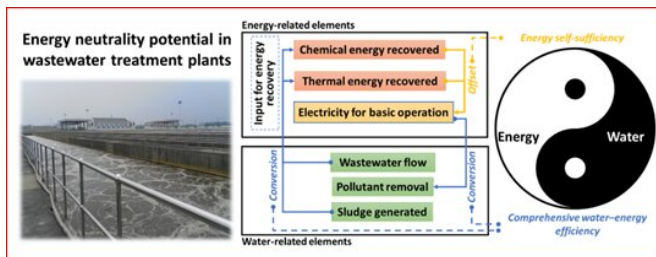 Energy neutrality potential in
wastewater treatment plants
Energy-related elements
Input for energy
recovery
Chemical energy recovered
Thermal energy recovered
Electricity for basic operation
Offset
Energy self-sufficiency
Energy
Water
Conversion
Wastewater flow
Pollutant removal
Sludge generated
Conversion
Water-related elements
Comprehensive water–energy
efficiency